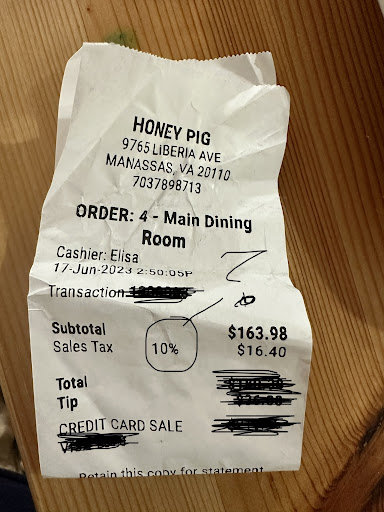 HONEY PIG
9765 LIBERIA AVE
MANASSAS, VA 20110
7037898713
ORDER: 4 - Main Dining
Room
Cashier: Elisa
17-Jun-2023 2:50:05P
Transaction
Subtotal $163.98
Sales Tax 10% $16.40
Total
Tip
CREDIT CARD SALE
Retain this copy for statement